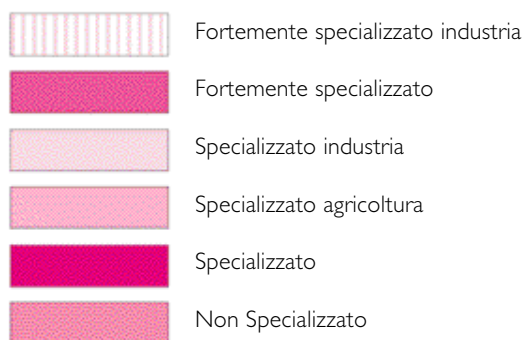 Fortemente specializzato industria
Fortemente specializzato
Specializzato industria
Specializzato agricoltura
Specializzato
Non Specializzato